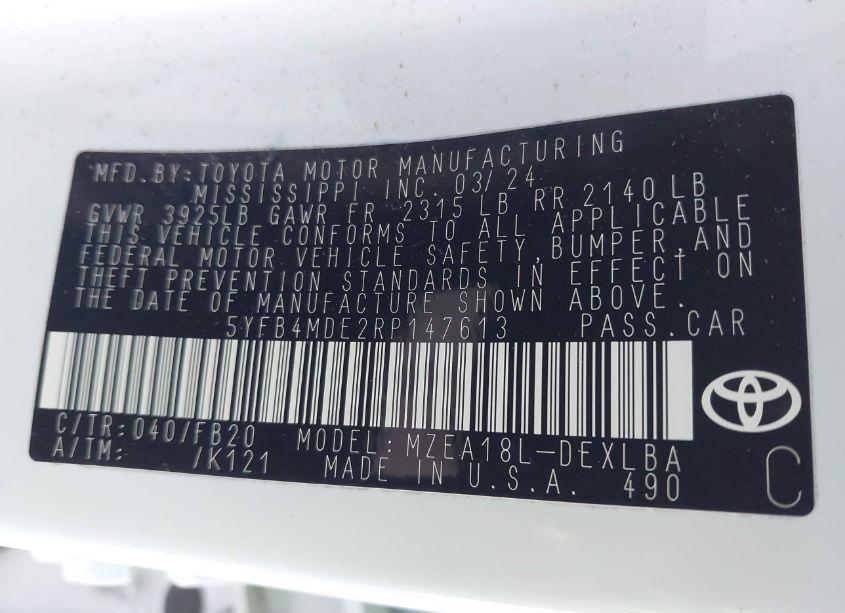 MFD.BY:TOYOTA MOTOR MANUFACTURING
MISSISSIPPI INC 03/24
GVWR 3925LB GAWR FR 2315 LB RR 2140 LB
THIS VEHICLE CONFORMS TO ALL APPLICABLE
FEDERAL MOTOR VEHICLE SAFETY,BUMPER,AND
THEFT PREVENTION STANDARDS IN EFFECT ON
THE DATE OF MANUFACTURE SHOWN ABOVE.
5YFB4MDE2RP147613 PASS.CAR
C/TR:040/FB20 MODEL:MZEA18L-DEXLBA
A/TM: /K121 MADE IN U.S.A. 490 C